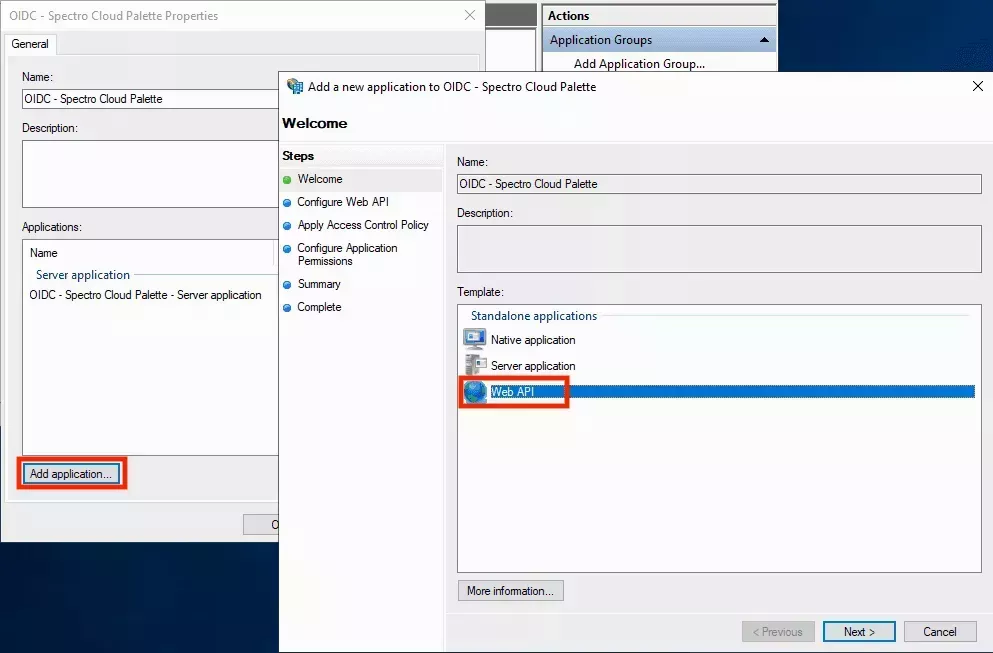 OIDC - Spectro Cloud Palette Properties
General
Name:
OIDC - Spectro Cloud Palette
Description:
Applications:
Name
Server application
OIDC - Spectro Cloud Palette - Server application
Add application...
O
Actions
Application Groups
Add Application Group...
Add a new application to OIDC - Spectro Cloud Palette
Welcome
Steps
Welcome
Configure Web API
Apply Access Control Policy
Configure Application
Permissions
Summary
Complete
Name:
OIDC - Spectro Cloud Palette
Description:
Template:
Standalone applications
Native application
Server application
Web API
More information...
< Previous
Next >
Cancel